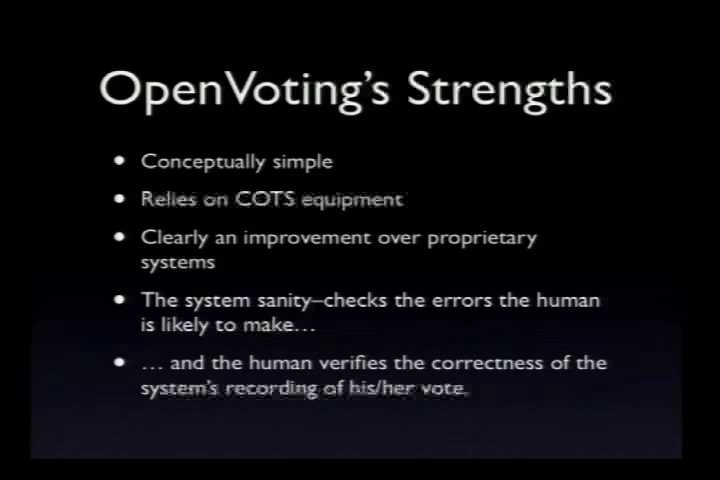 OpenVoting's Strengths
• Conceptually simple
• Relies on COTS equipment
• Clearly an improvement over proprietary
systems
• The system sanity–checks the errors the human
is likely to make…
• … and the human verifies the correctness of the
system's recording of his/her vote.